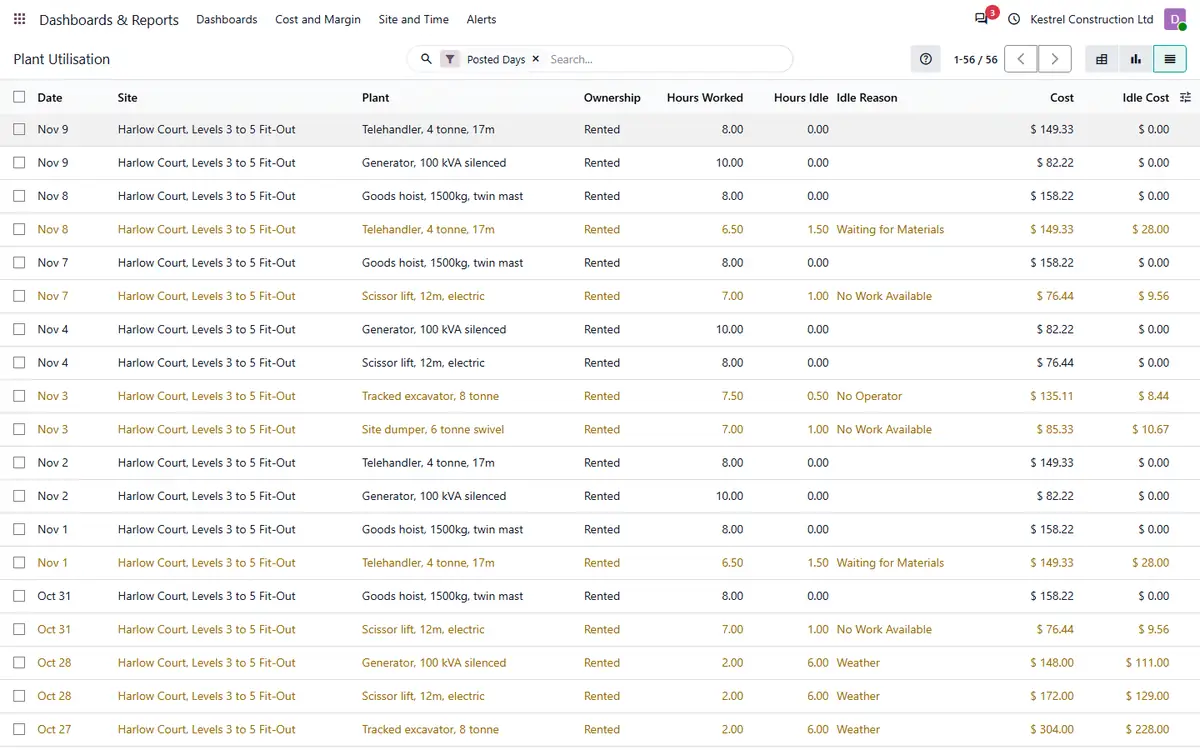 Dashboards & Reports Dashboards Cost and Margin Site and Time Alerts 3 Kestrel Construction Ltd D
Plant Utilisation Posted Days × Search... 1-56 / 56
Date Site Plant Ownership Hours Worked Hours Idle Idle Reason Cost Idle Cost
Nov 9 Harlow Court, Levels 3 to 5 Fit-Out Telehandler, 4 tonne, 17m Rented 8.00 0.00 $ 149.33 $ 0.00
Nov 9 Harlow Court, Levels 3 to 5 Fit-Out Generator, 100 kVA silenced Rented 10.00 0.00 $ 82.22 $ 0.00
Nov 8 Harlow Court, Levels 3 to 5 Fit-Out Goods hoist, 1500kg, twin mast Rented 8.00 0.00 $ 158.22 $ 0.00
Nov 8 Harlow Court, Levels 3 to 5 Fit-Out Telehandler, 4 tonne, 17m Rented 6.50 1.50 Waiting for Materials $ 149.33 $ 28.00
Nov 7 Harlow Court, Levels 3 to 5 Fit-Out Goods hoist, 1500kg, twin mast Rented 8.00 0.00 $ 158.22 $ 0.00
Nov 7 Harlow Court, Levels 3 to 5 Fit-Out Scissor lift, 12m, electric Rented 7.00 1.00 No Work Available $ 76.44 $ 9.56
Nov 4 Harlow Court, Levels 3 to 5 Fit-Out Generator, 100 kVA silenced Rented 10.00 0.00 $ 82.22 $ 0.00
Nov 4 Harlow Court, Levels 3 to 5 Fit-Out Scissor lift, 12m, electric Rented 8.00 0.00 $ 76.44 $ 0.00
Nov 3 Harlow Court, Levels 3 to 5 Fit-Out Tracked excavator, 8 tonne Rented 7.50 0.50 No Operator $ 135.11 $ 8.44
Nov 3 Harlow Court, Levels 3 to 5 Fit-Out Site dumper, 6 tonne swivel Rented 7.00 1.00 No Work Available $ 85.33 $ 10.67
Nov 2 Harlow Court, Levels 3 to 5 Fit-Out Telehandler, 4 tonne, 17m Rented 8.00 0.00 $ 149.33 $ 0.00
Nov 2 Harlow Court, Levels 3 to 5 Fit-Out Generator, 100 kVA silenced Rented 10.00 0.00 $ 82.22 $ 0.00
Nov 1 Harlow Court, Levels 3 to 5 Fit-Out Goods hoist, 1500kg, twin mast Rented 8.00 0.00 $ 158.22 $ 0.00
Nov 1 Harlow Court, Levels 3 to 5 Fit-Out Telehandler, 4 tonne, 17m Rented 6.50 1.50 Waiting for Materials $ 149.33 $ 28.00
Oct 31 Harlow Court, Levels 3 to 5 Fit-Out Goods hoist, 1500kg, twin mast Rented 8.00 0.00 $ 158.22 $ 0.00
Oct 31 Harlow Court, Levels 3 to 5 Fit-Out Scissor lift, 12m, electric Rented 7.00 1.00 No Work Available $ 76.44 $ 9.56
Oct 28 Harlow Court, Levels 3 to 5 Fit-Out Generator, 100 kVA silenced Rented 2.00 6.00 Weather $ 148.00 $ 111.00
Oct 28 Harlow Court, Levels 3 to 5 Fit-Out Scissor lift, 12m, electric Rented 2.00 6.00 Weather $ 172.00 $ 129.00
Oct 27 Harlow Court, Levels 3 to 5 Fit-Out Tracked excavator, 8 tonne Rented 2.00 6.00 Weather $ 304.00 $ 228.00